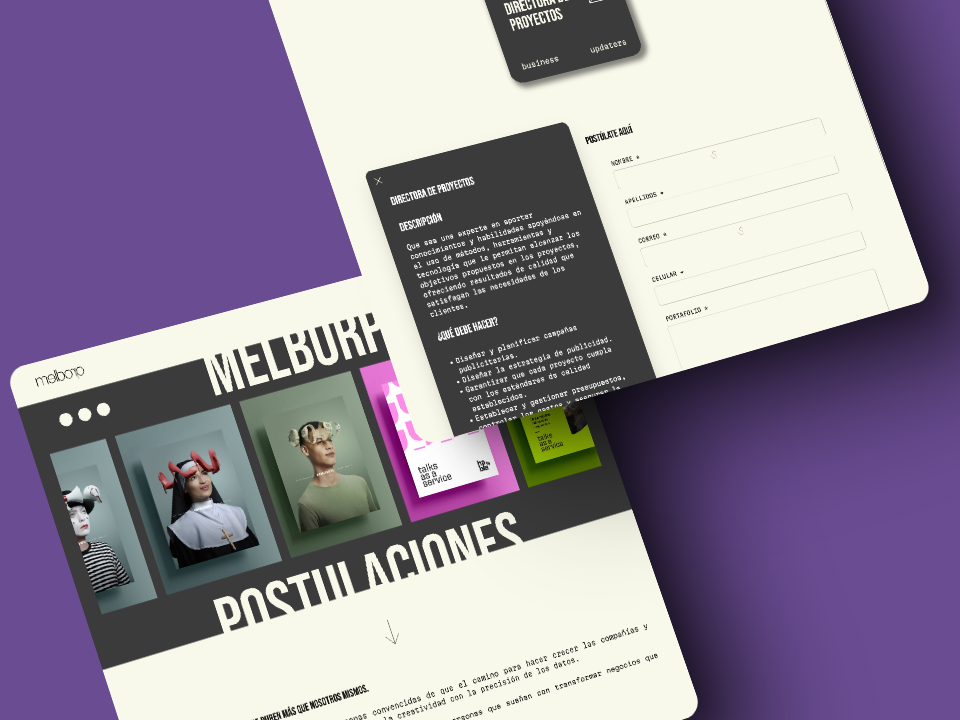 DIRECTORA DE
PROYECTOS
business
updaters
DIRECTORA DE PROYECTOS
DESCRIPCIÓN
Que sea una experta en aportar
conocimientos y habilidades apoyándose en
el uso de métodos, herramientas y
tecnología que le permitan alcanzar los
objetivos propuestos en los proyectos,
ofreciendo resultados de calidad que
satisfagan las necesidades de los
clientes.
¿QUÉ DEBE HACER?
• Diseñar y planificar campañas
publicitarias.
• Diseñar la estrategia de publicidad.
• Garantizar que cada proyecto cumpla
con los estándares de calidad
establecidos.
• Establecer y gestionar presupuestos,
controlar los gastos y asegurar la
POSTÚLATE AQUÍ
NOMBRE *
APELLIDOS *
CORREO *
CELULAR *
PORTAFOLIO *
melborp
MELBORP
talks
as a
service
talks
as a
service
POSTULACIONES
MÁS QUE NOSOTROS MISMOS.
convencidas de que el camino para hacer crecer las compañías y
la creatividad con la precisión de los datos.
personas que sueñan con transformar negocios que